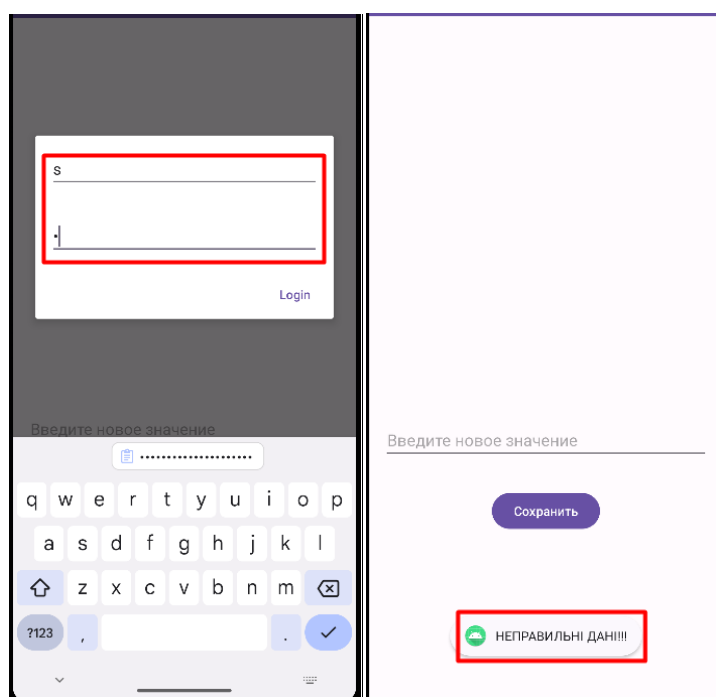 s
•
Login
Введите новое значение
••••••••••••••••••••••
q w e r t y u i o p
a s d f g h j k l
z x c v b n m
?123 , .
Введите новое значение
Сохранить
НЕПРАВИЛЬНІ ДАНІ!!!